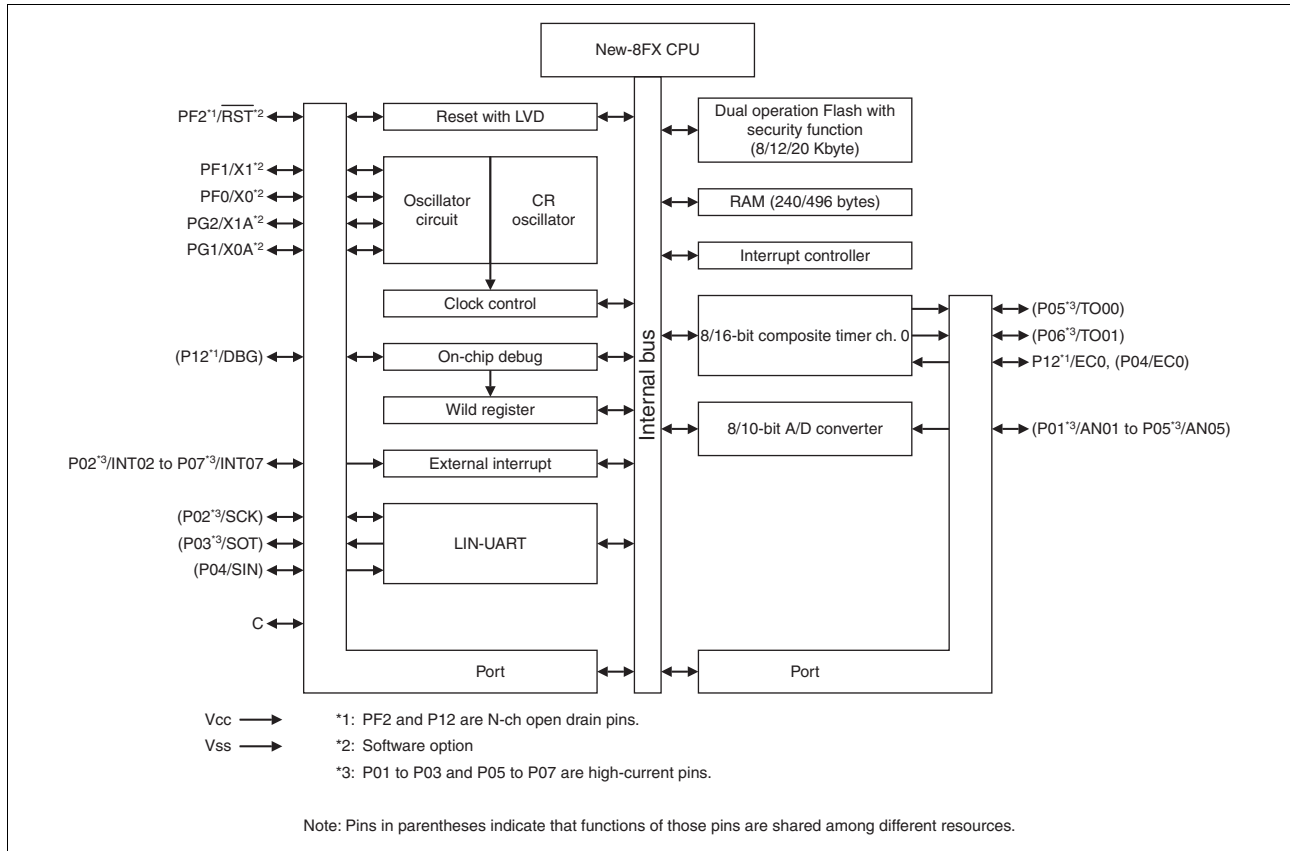 New-8FX CPU
PF2*1/RST*2
Reset with LVD
Dual operation Flash with
security function
(8/12/20 Kbyte)
PF1/X1*2
PF0/X0*2
PG2/X1A*2
PG1/X0A*2
Oscillator
circuit
CR
oscillator
RAM (240/496 bytes)
Interrupt controller
Clock control
Internal bus
8/16-bit composite timer ch. 0
(P05*3/TO00)
(P06*3/TO01)
P12*1/EC0, (P04/EC0)
(P12*1/DBG)
On-chip debug
Wild register
8/10-bit A/D converter
(P01*3/AN01 to P05*3/AN05)
P02*3/INT02 to P07*3/INT07
External interrupt
(P02*3/SCK)
(P03*3/SOT)
(P04/SIN)
LIN-UART
C
Port
Port
Vcc
Vss
*1: PF2 and P12 are N-ch open drain pins.
*2: Software option
*3: P01 to P03 and P05 to P07 are high-current pins.
Note: Pins in parentheses indicate that functions of those pins are shared among different resources.